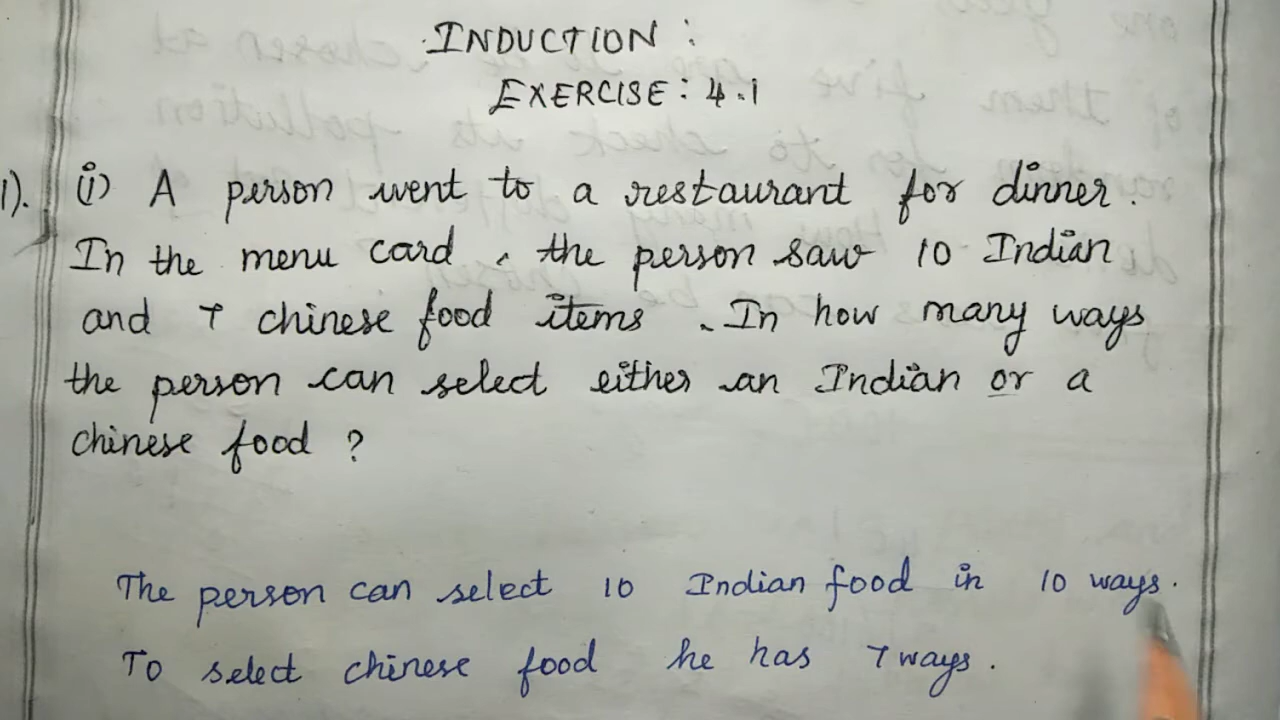 INDUCTION :
EXERCISE : 4.1
1). (i) A person went to a restaurant for dinner.
In the menu card, the person saw 10 Indian
and 7 chinese food items. In how many ways
the person can select either an Indian or a
chinese food ?
The person can select 10 Indian food in 10 ways.
To select chinese food he has 7 ways.